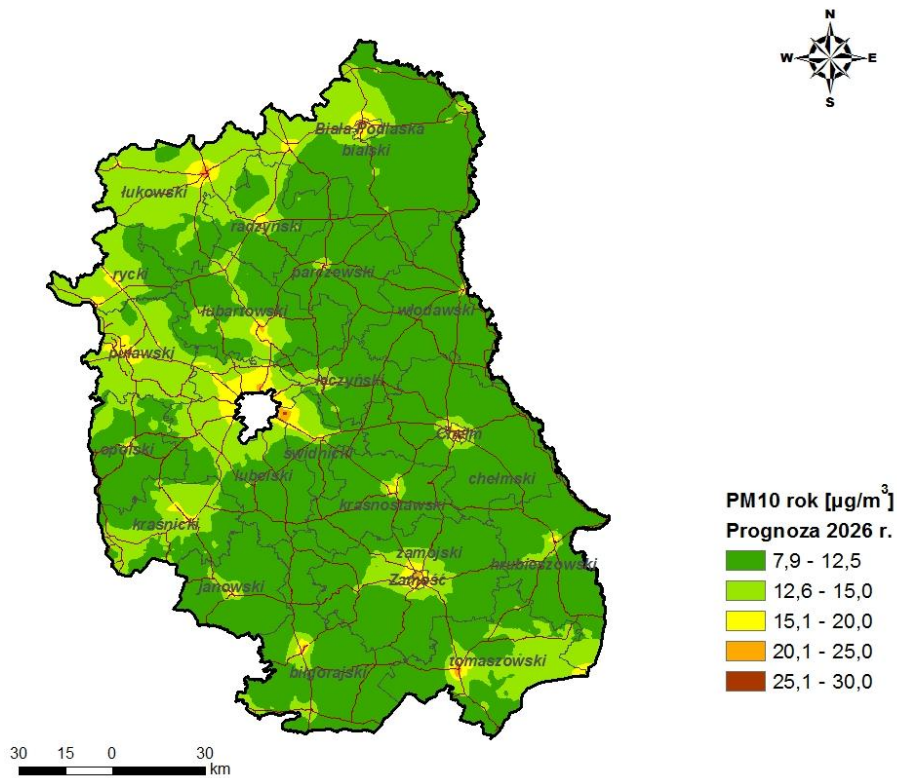 N
W E
S
Biała Podlaska
bialski
łukowski
radzyński
rycki
parczewski
lubartowski
włodawski
puławski
łęczyński
opolski
Chełm
świdnicki
lubelski
chełmski
krasnostawski
kraśnicki
zamojski
hrubieszowski
Zamość
janowski
tomaszowski
biłgorajski
PM10 rok [µg/m³]
Prognoza 2026 r.
7,9 - 12,5
12,6 - 15,0
15,1 - 20,0
20,1 - 25,0
25,1 - 30,0
30 15 0 30
km